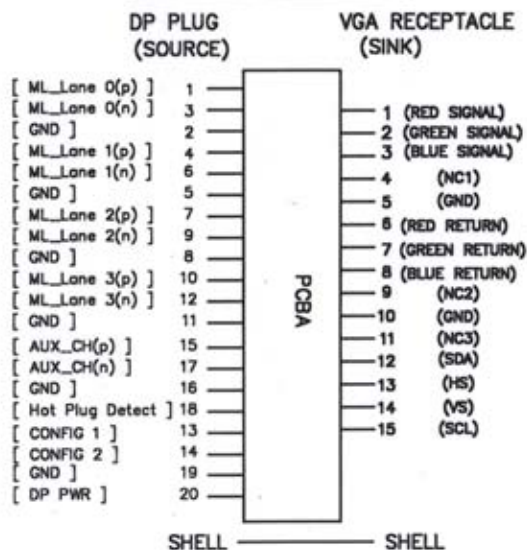 DP PLUG
(SOURCE)
VGA RECEPTACLE
(SINK)
[ ML_Lane 0(p) ] 1
[ ML_Lane 0(n) ] 3
[ GND ] 2
[ ML_Lane 1(p) ] 4
[ ML_Lane 1(n) ] 6
[ GND ] 5
[ ML_Lane 2(p) ] 7
[ ML_Lane 2(n) ] 9
[ GND ] 8
[ ML_Lane 3(p) ] 10
[ ML_Lane 3(n) ] 12
[ GND ] 11
[ AUX_CH(p) ] 15
[ AUX_CH(n) ] 17
[ GND ] 16
[ Hot Plug Detect ] 18
[ CONFIG 1 ] 13
[ CONFIG 2 ] 14
[ GND ] 19
[ DP PWR ] 20
PCBA
1 (RED SIGNAL)
2 (GREEN SIGNAL)
3 (BLUE SIGNAL)
4 (NC1)
5 (GND)
6 (RED RETURN)
7 (GREEN RETURN)
8 (BLUE RETURN)
9 (NC2)
10 (GND)
11 (NC3)
12 (SDA)
13 (HS)
14 (VS)
15 (SCL)
SHELL SHELL